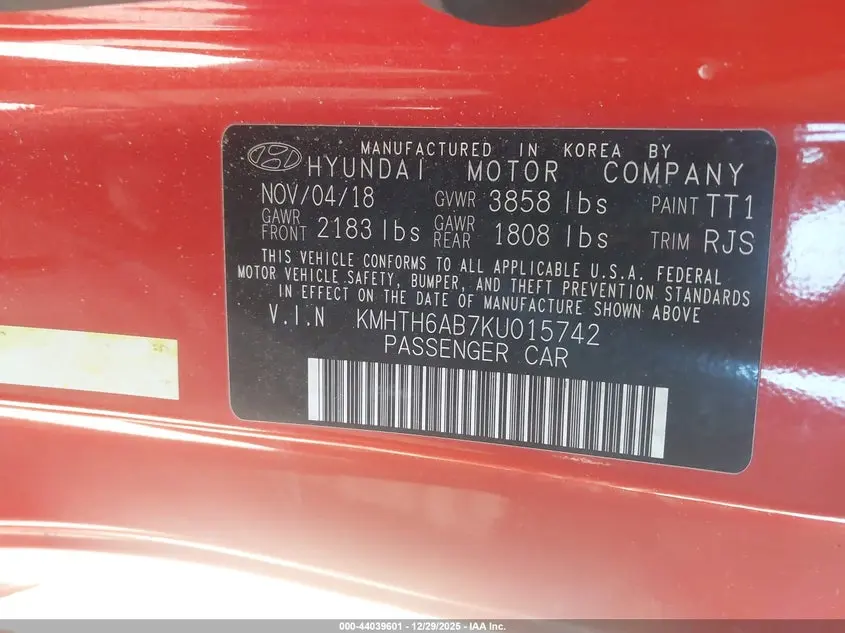 MANUFACTURED IN KOREA BY
HYUNDAI MOTOR COMPANY
NOV/04/18 GVWR 3858 lbs PAINT TT1
GAWR FRONT 2183 lbs GAWR REAR 1808 lbs TRIM RJS
THIS VEHICLE CONFORMS TO ALL APPLICABLE U.S.A. FEDERAL
MOTOR VEHICLE SAFETY, BUMPER, AND THEFT PREVENTION STANDARDS
IN EFFECT ON THE DATE OF MANUFACTURE SHOWN ABOVE
V.I.N KMHTH6AB7KU015742
PASSENGER CAR
000-44039601 - 12/29/2025 - IAA Inc.